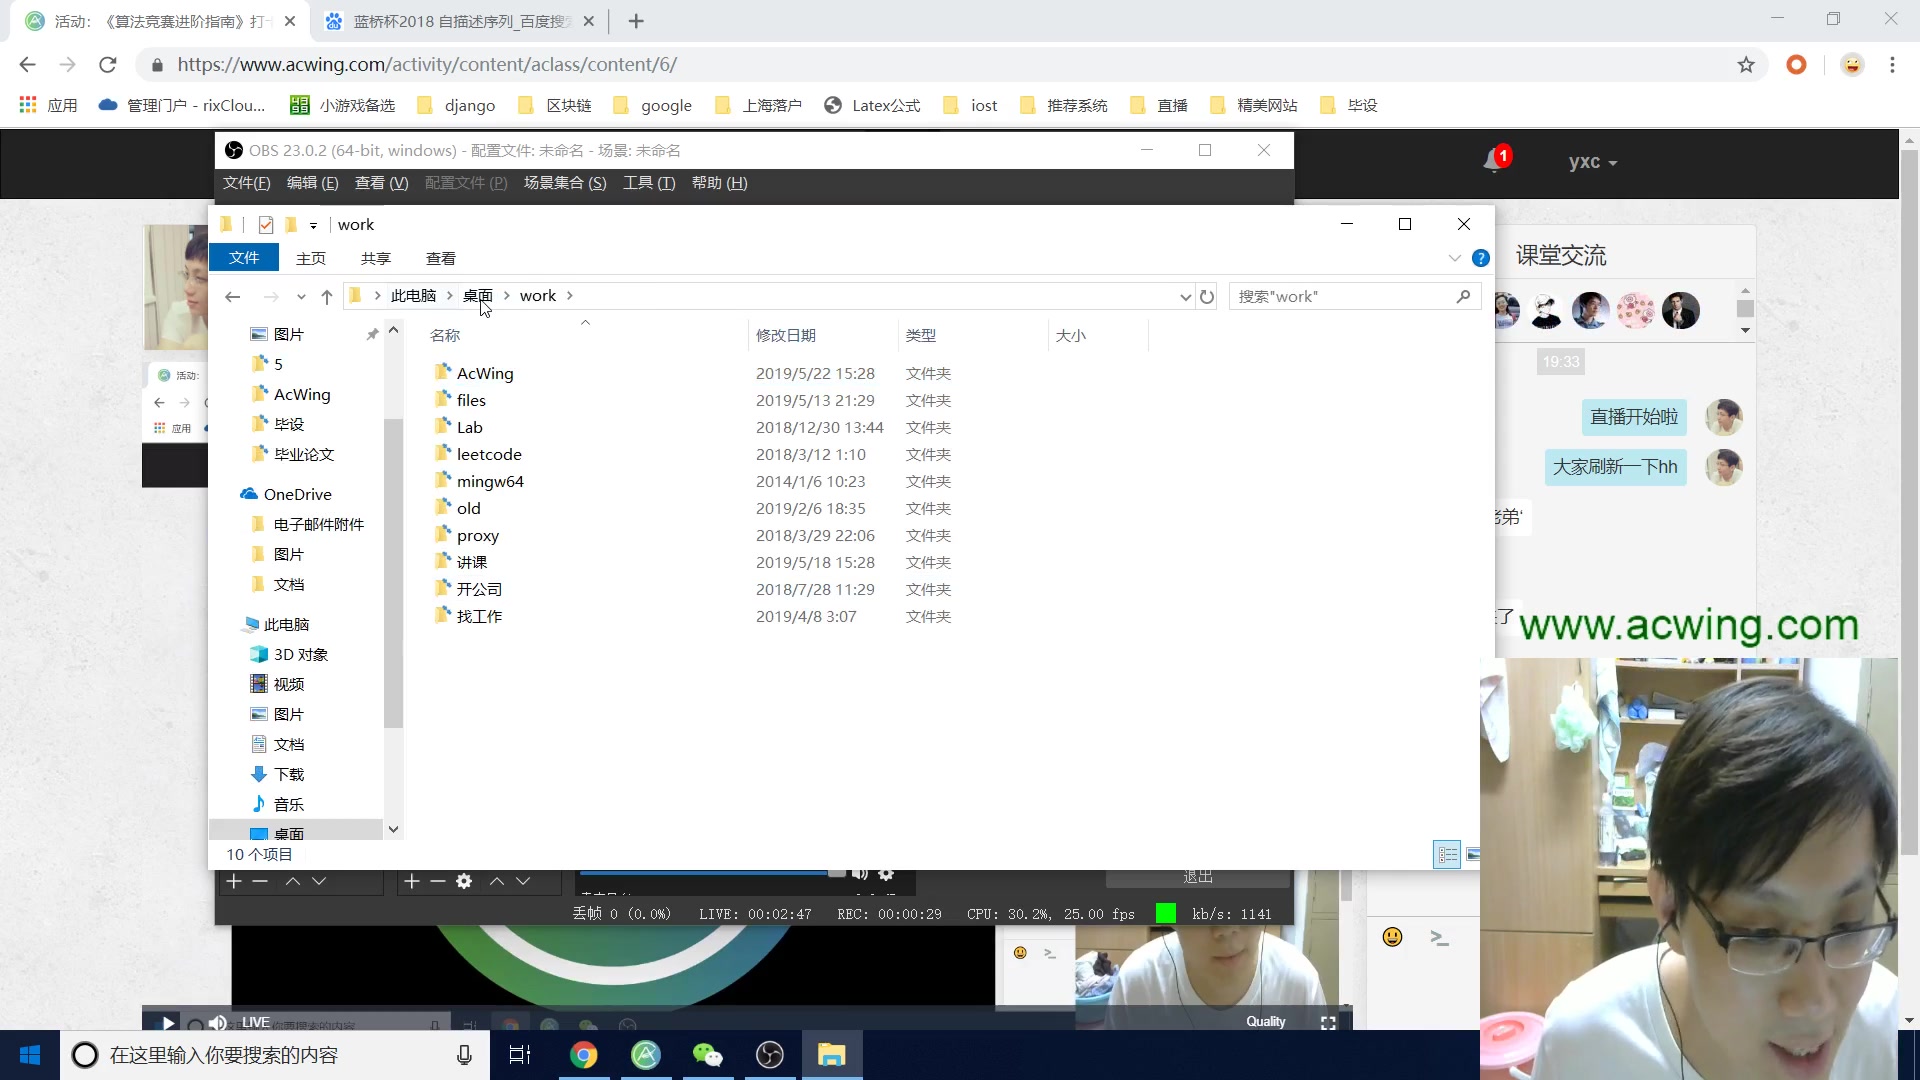 活动：《算法竞赛进阶指南》打卡
蓝桥杯2018 自描述序列_百度搜索
https://www.acwing.com/activity/content/aclass/content/6/
应用
管理门户 - rixClou...
小游戏备选
django
区块链
google
上海落户
Latex公式
iost
推荐系统
直播
精美网站
毕设
OBS 23.0.2 (64-bit, windows) - 配置文件: 未命名 - 场景: 未命名
文件(F) 编辑 (E) 查看 (V) 配置文件 (P) 场景集合 (S) 工具 (T) 帮助 (H)
1
yxc
work
文件 主页 共享 查看
此电脑 > 桌面 > work >
搜索"work"
课堂交流
名称 修改日期 类型 大小
图片
5
AcWing
毕设
毕业论文
OneDrive
电子邮件附件
图片
文档
此电脑
3D 对象
视频
图片
文档
下载
音乐
桌面
AcWing 2019/5/22 15:28 文件夹
files 2019/5/13 21:29 文件夹
Lab 2018/12/30 13:44 文件夹
leetcode 2018/3/12 1:10 文件夹
mingw64 2014/1/6 10:23 文件夹
old 2019/2/6 18:35 文件夹
proxy 2018/3/29 22:06 文件夹
讲课 2019/5/18 15:28 文件夹
开公司 2018/7/28 11:29 文件夹
找工作 2019/4/8 3:07 文件夹
10 个项目
活动:
应用
19:33
直播开始啦
大家刷新一下hh
了
www.acwing.com
退出
丢帧 0 (0.0%) LIVE: 00:02:47 REC: 00:00:29 CPU: 30.2%, 25.00 fps kb/s: 1141
LIVE
Quality
在这里输入你要搜索的内容